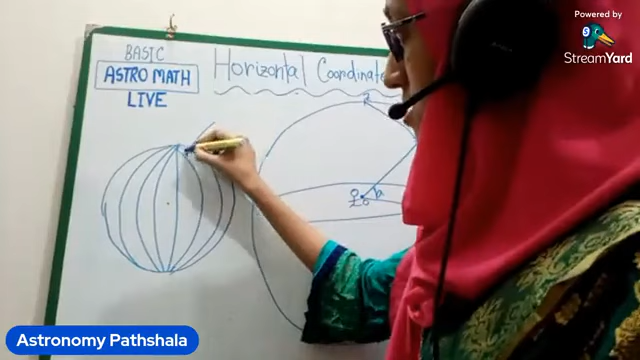 Powered by
StreamYard
BASIC
ASTRO MATH
LIVE
Horizontal Coordinate
Z
h
Astronomy Pathshala